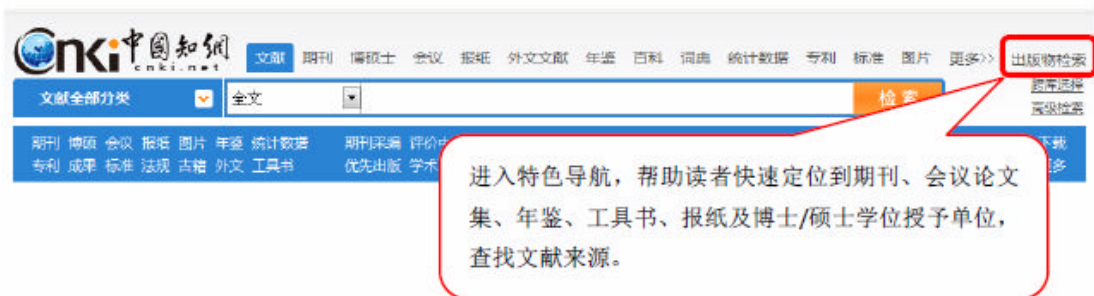 Cnki中国知网
cnki.net
文献 期刊 博硕士 会议 报纸 外文文献 年鉴 百科 词典 统计数据 专利 标准 图片 更多>> 出版物检索
文献全部分类 全文 检索
跨库选择
高级检索
期刊 博硕 会议 报纸 图片 年鉴 统计数据 期刊采编 评价
专利 成果 标准 法规 古籍 外文 工具书 优先出版 学术
下载
进入特色导航，帮助读者快速定位到期刊、会议论文
集、年鉴、工具书、报纸及博士/硕士学位授予单位，
查找文献来源。